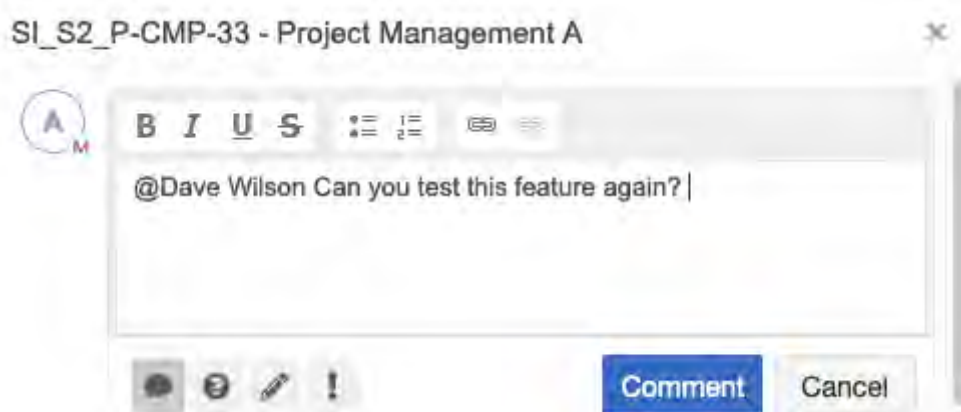 SI_S2_P-CMP-33 - Project Management A
A
M
B I U S
@Dave Wilson Can you test this feature again?
Comment Cancel